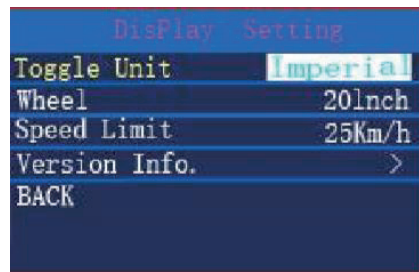 DisPlay Setting
Toggle Unit Imperial
Wheel 20lnch
Speed Limit 25Km/h
Version Info. >
BACK